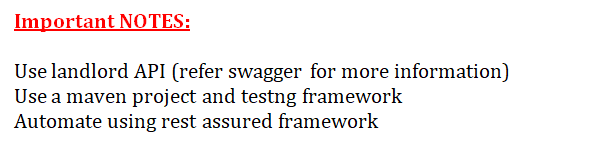 Important NOTES:
Use landlord API (refer swagger for more information)
Use a maven project and testng framework
Automate using rest assured framework